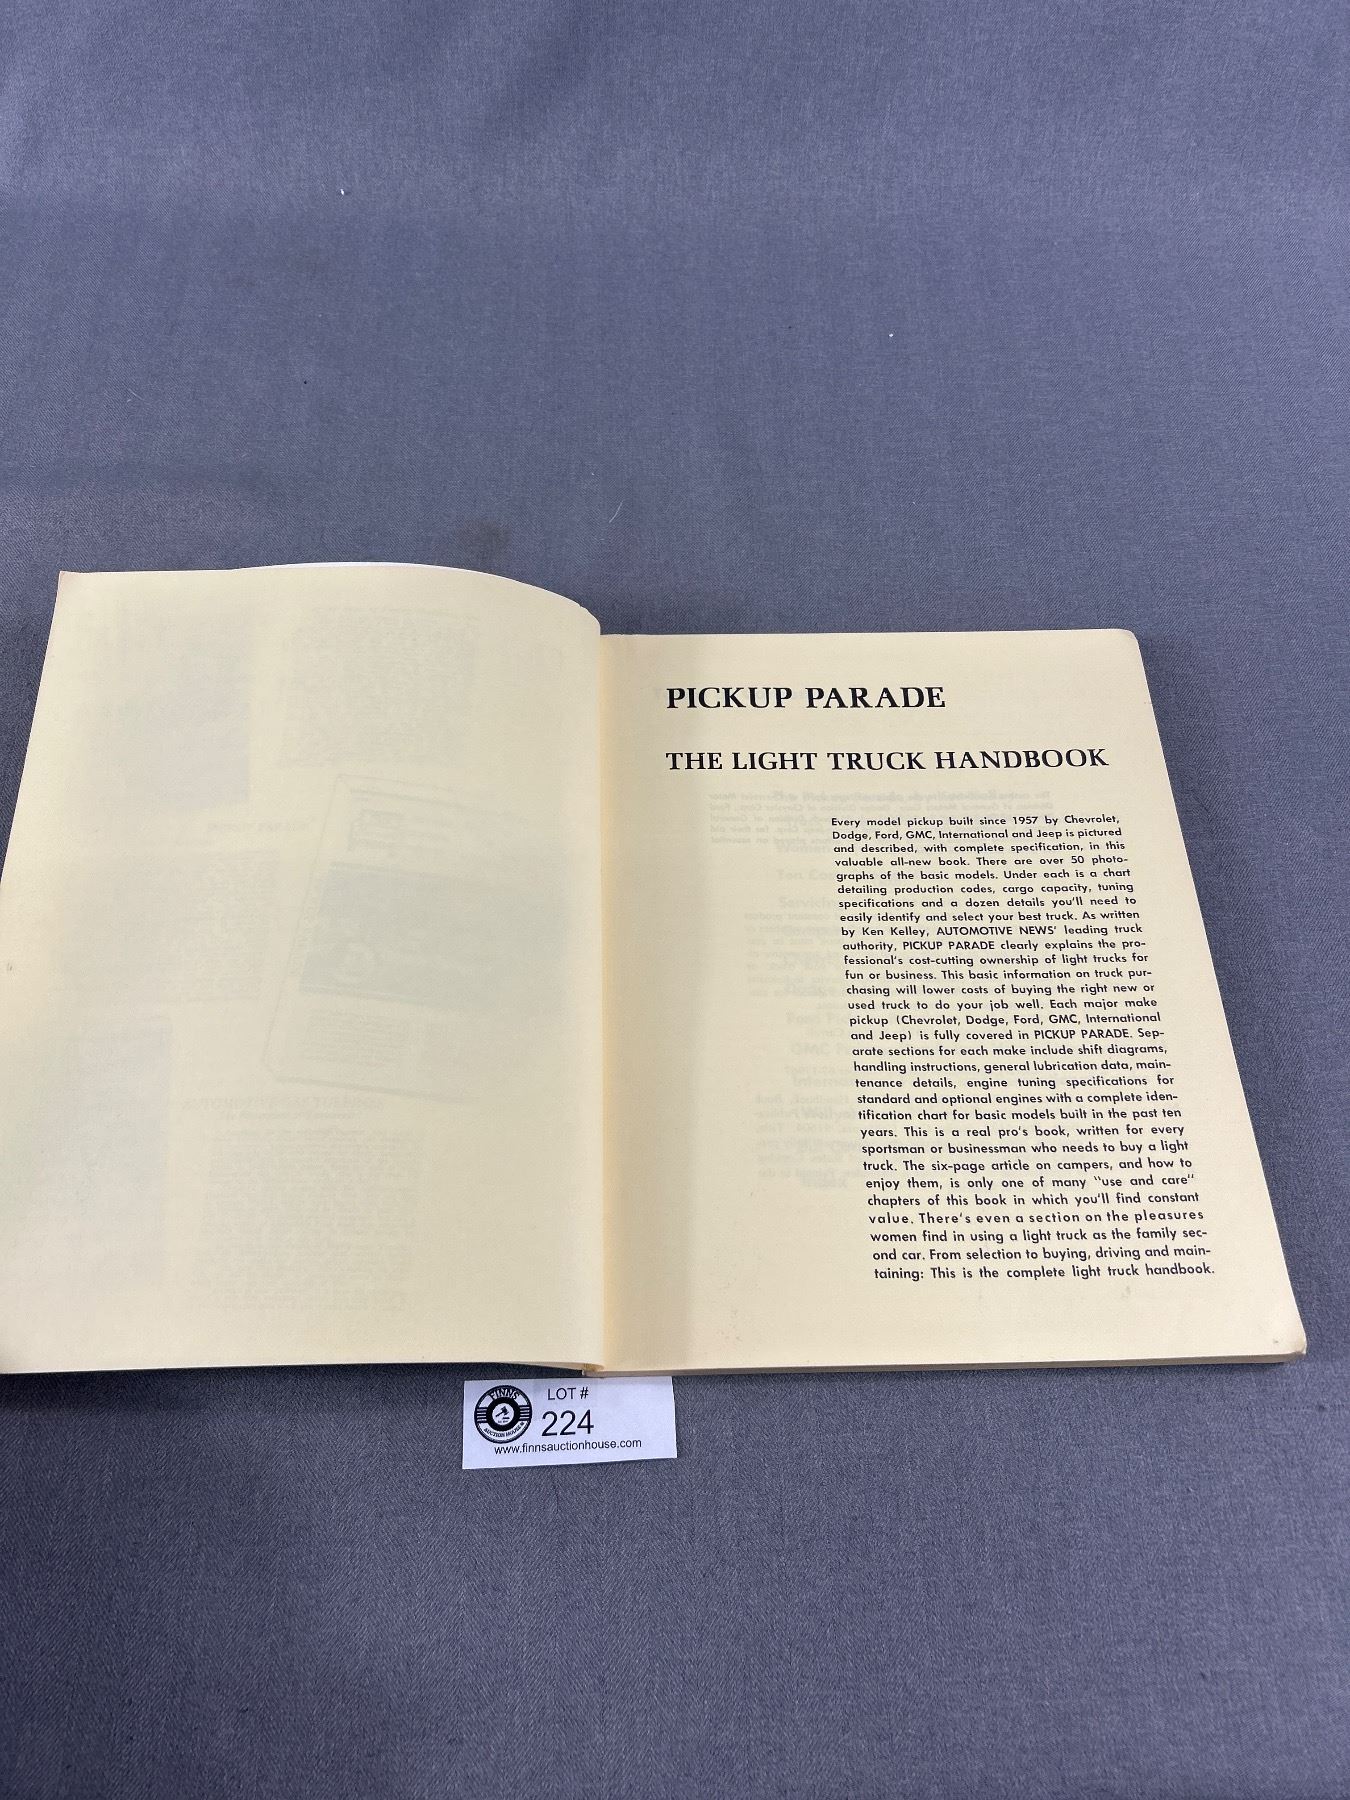 PICKUP PARADE
THE LIGHT TRUCK HANDBOOK
Every model pickup built since 1957 by Chevrolet,
Dodge, Ford, GMC, International and Jeep is pictured
and described, with complete specification, in this
valuable all-new book. There are over 50 photo-
graphs of the basic models. Under each is a chart
detailing production codes, cargo capacity, tuning
specifications and a dozen details you'll need to
easily identify and select your best truck. As written
by Ken Kelley, AUTOMOTIVE NEWS' leading truck
authority, PICKUP PARADE clearly explains the pro-
fessional's cost-cutting ownership of light trucks for
fun or business. This basic information on truck pur-
chasing will lower costs of buying the right new or
used truck to do your job well. Each major make
pickup (Chevrolet, Dodge, Ford, GMC, International
and Jeep) is fully covered in PICKUP PARADE. Sep-
arate sections for each make include shift diagrams,
handling instructions, general lubrication data, main-
tenance details, engine tuning specifications for
standard and optional engines with a complete iden-
tification chart for basic models built in the past ten
years. This is a real pro's book, written for every
sportsman or businessman who needs to buy a light
truck. The six-page article on campers, and how to
enjoy them, is only one of many "use and care"
chapters of this book in which you'll find constant
value. There's even a section on the pleasures
women find in using a light truck as the family sec-
ond car. From selection to buying, driving and main-
taining: This is the complete light truck handbook.
FINNS
AUCTION HOUSE
LOT #
224
www.finnsauctionhouse.com